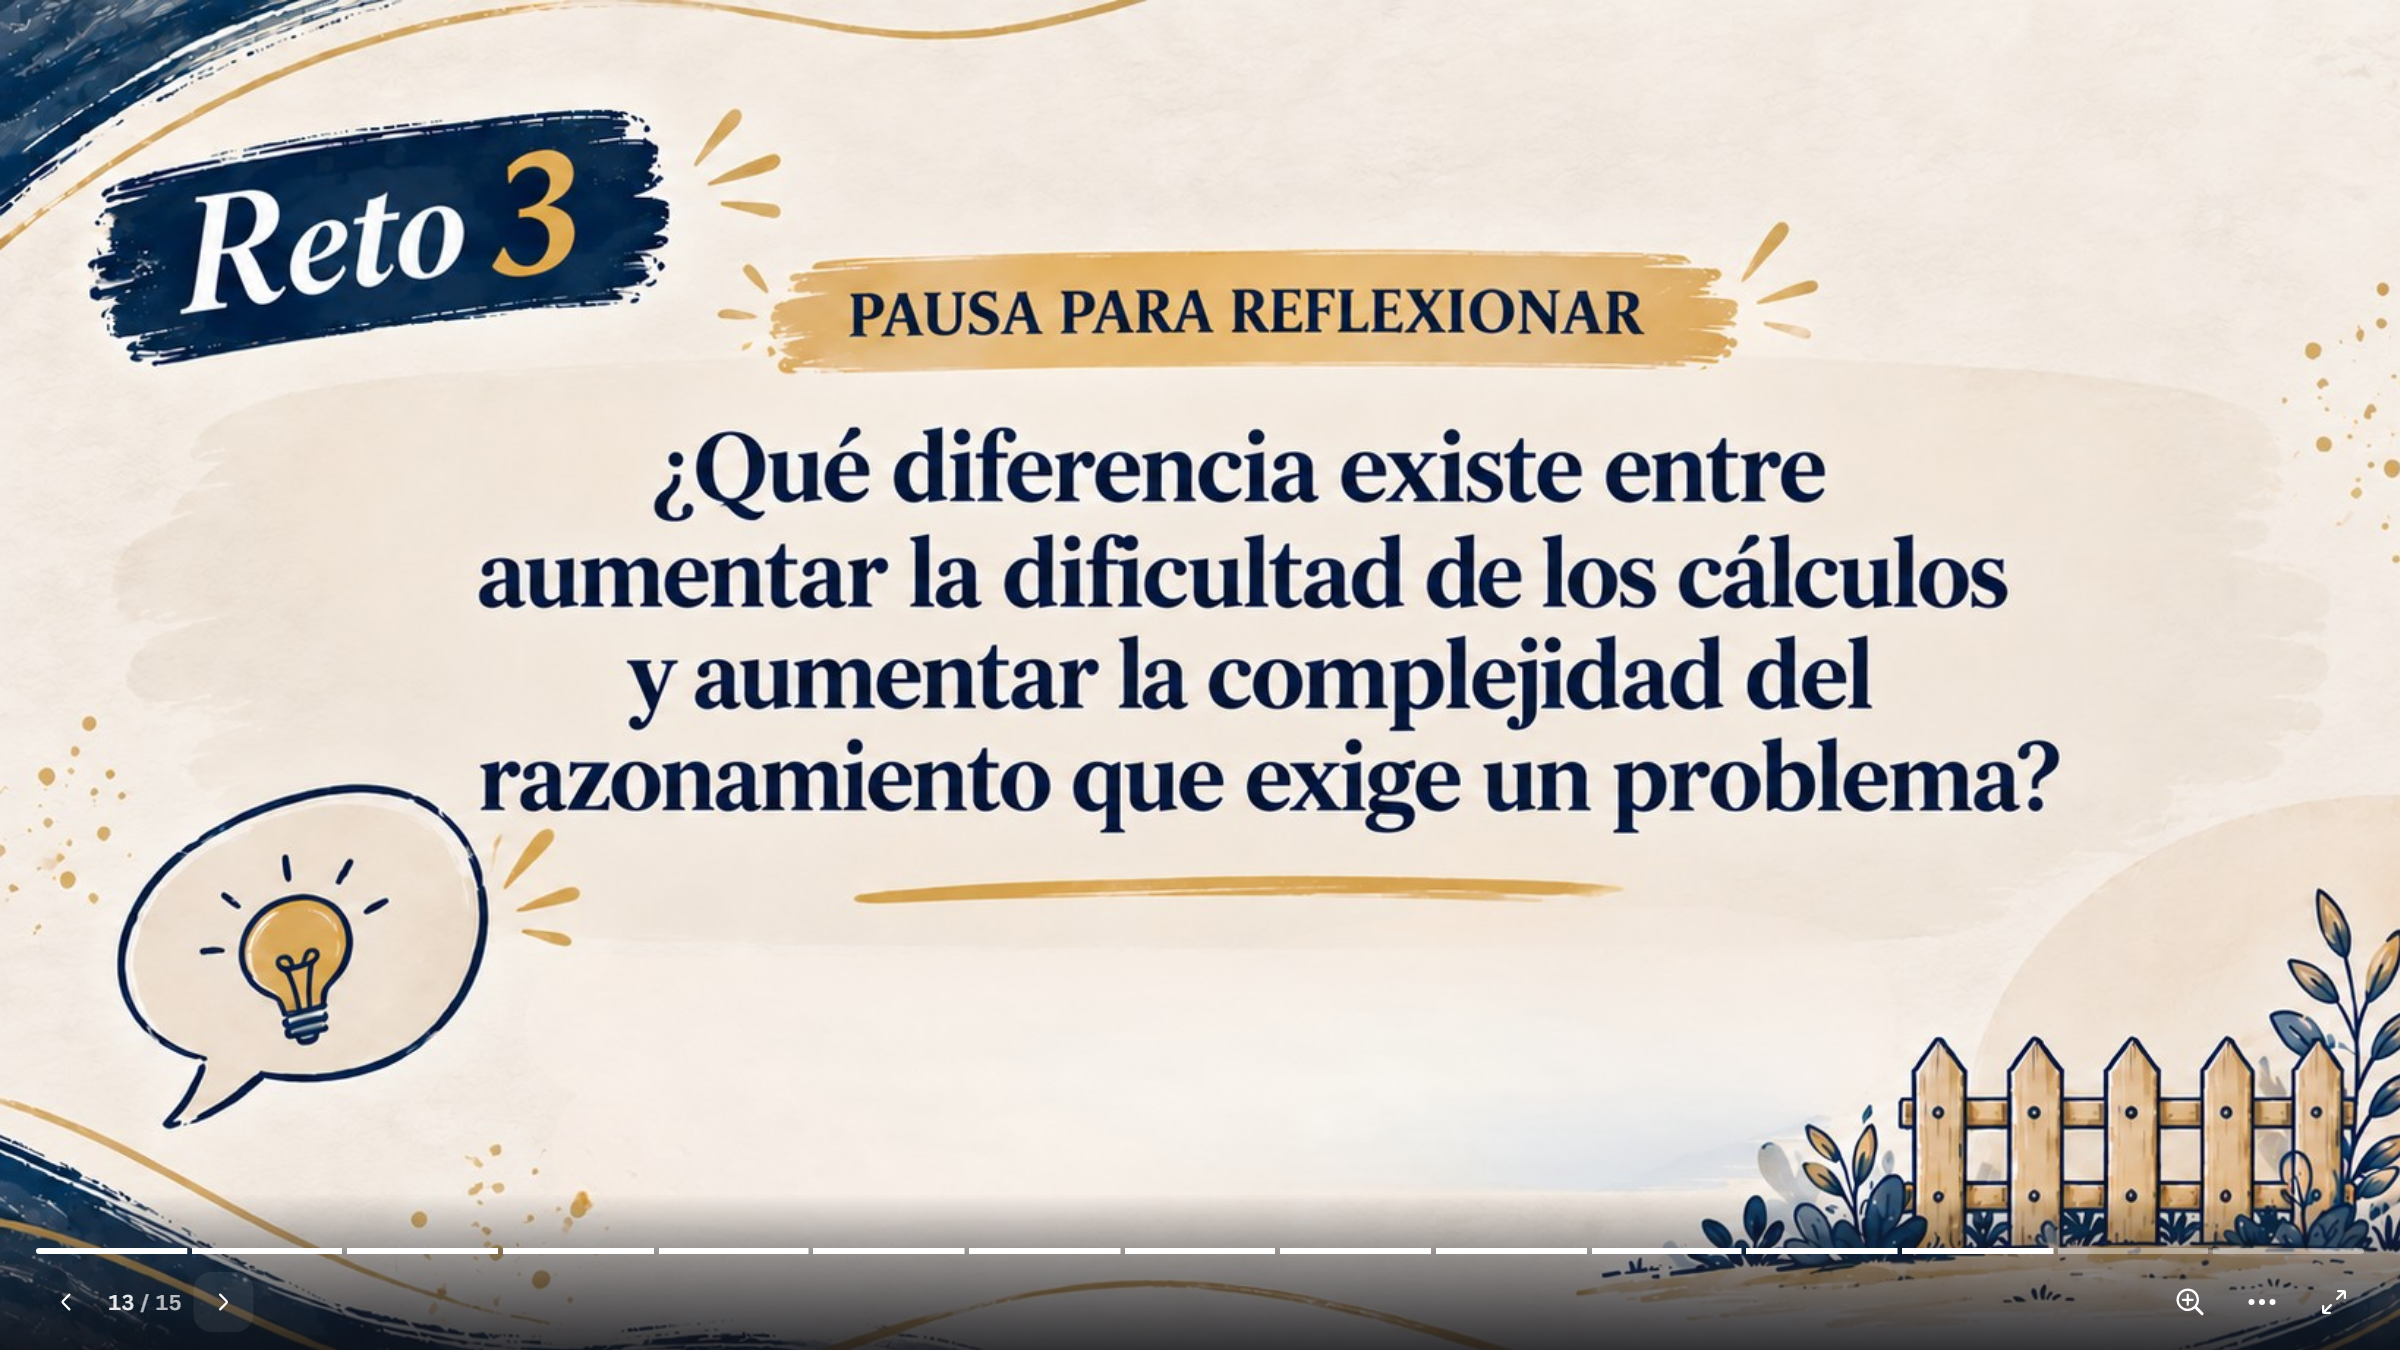 Reto 3
PAUSA PARA REFLEXIONAR
¿Qué diferencia existe entre
aumentar la dificultad de los cálculos
y aumentar la complejidad del
razonamiento que exige un problema?
13 / 15